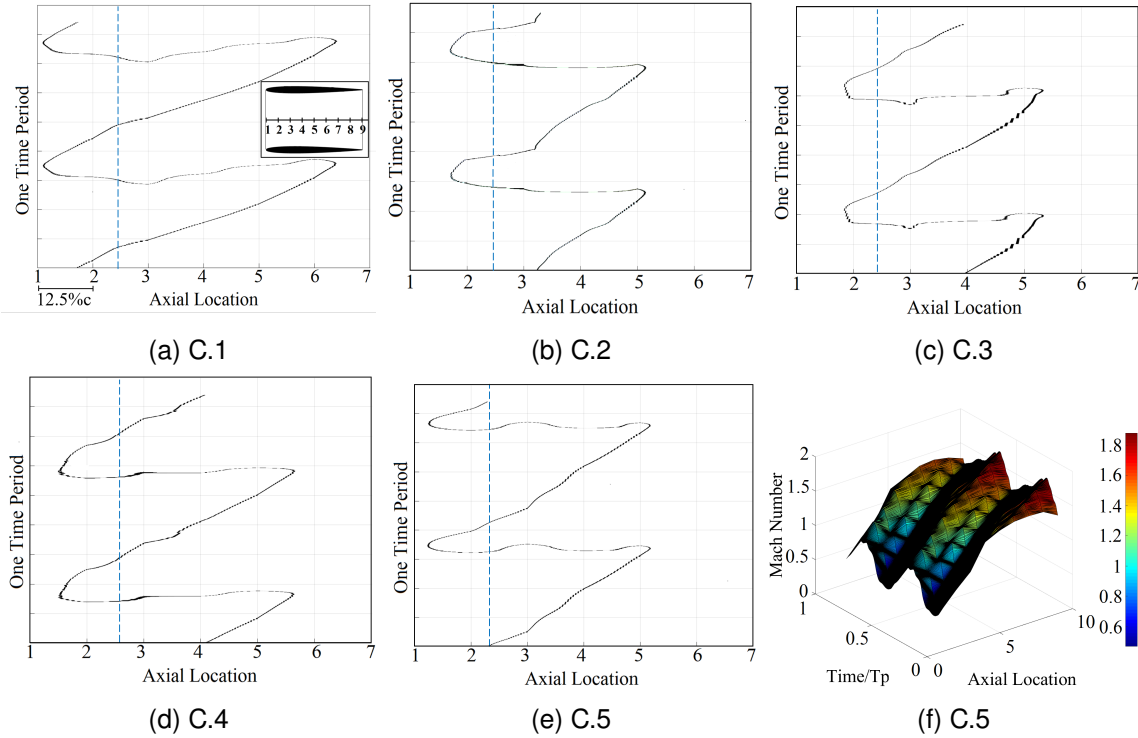 One Time Period
1 2 3 4 5 6 7 8 9
1 2 3 4 5 6 7
12.5%c
Axial Location
(a) C.1
One Time Period
1 2 3 4 5 6 7
Axial Location
(b) C.2
One Time Period
1 2 3 4 5 6 7
Axial Location
(c) C.3
One Time Period
1 2 3 4 5 6 7
Axial Location
(d) C.4
One Time Period
1 2 3 4 5 6 7
Axial Location
(e) C.5
Mach Number
2
1.5
1
0.5
0
1
0.5
0
Time/Tp
0
5
10
Axial Location
1.8
1.6
1.4
1.2
1
0.8
0.6
(f) C.5